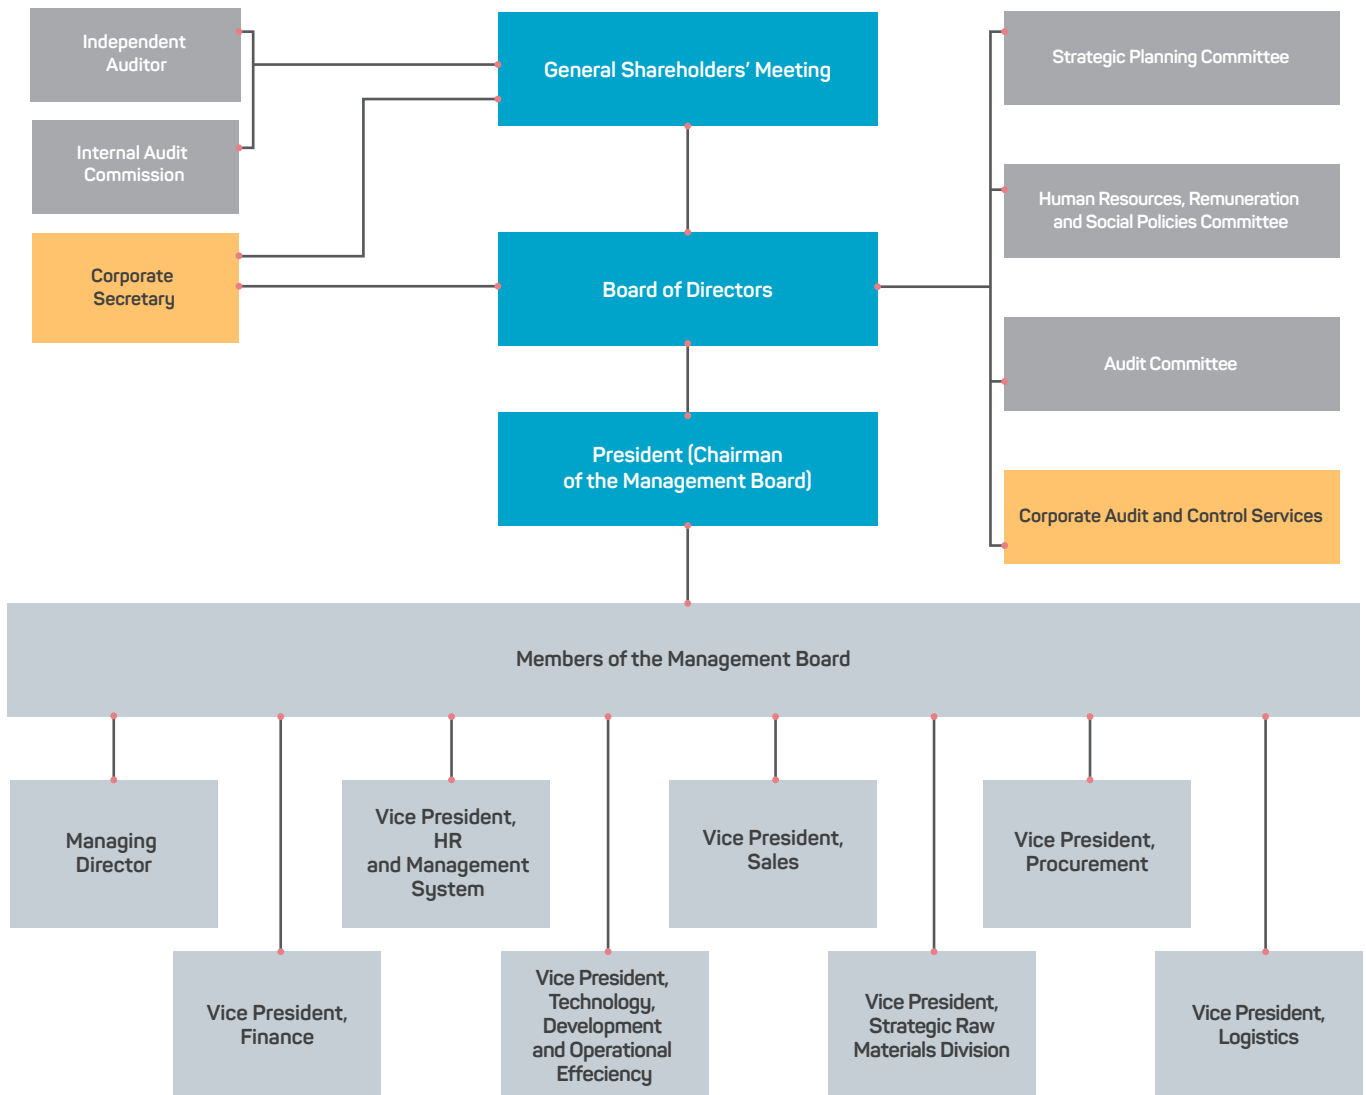 Independent
Auditor
General Shareholders’ Meeting
Strategic Planning Committee
Internal Audit
Commission
Human Resources, Remuneration
and Social Policies Committee
Corporate
Secretary
Board of Directors
Audit Committee
President (Chairman
of the Management Board)
Corporate Audit and Control Services
Members of the Management Board
Managing
Director
Vice President,
HR
and Management
System
Vice President,
Sales
Vice President,
Procurement
Vice President,
Finance
Vice President,
Technology,
Development
and Operational
Effeciency
Vice President,
Strategic Raw
Materials Division
Vice President,
Logistics